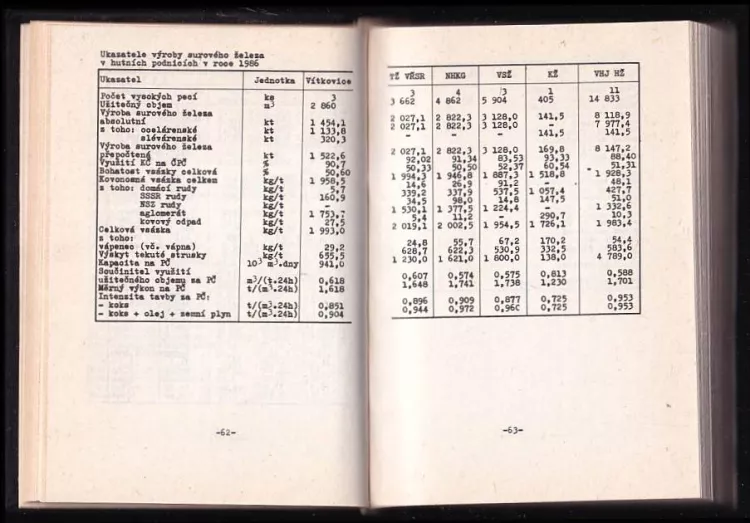 Ukazatele výroby surového železa
v hutních podnicích v roce 1986
Ukazatel Jednotka Vítkovice
Počet vysokých pecí ks 3
Užitečný objem m3 2 860
Výroba surového železa
absolutní kt 1 454,1
z toho: ocelárenské kt 1 133,8
slévárenské kt 320,3
Výroba surového železa
přepočtená kt 1 522,6
Využití KČ na ČPČ % 90,7
Bohatost vsázky celková % 50,60
Kovonosná vsázka celkem kg/t 1 958,5
z toho: domácí rudy kg/t 5,7
SSSR rudy kg/t 160,9
NSZ rudy kg/t -
aglomerát kg/t 1 753,7
kovový odpad kg/t 27,5
Celková vsázka kg/t 1 993,0
z toho:
vápenec (vč. vápna) kg/t 29,2
Výskyt tekuté strusky kg/t 655,5
Kapacita na PČ 10³ m³.dny 941,0
Součinitel využití
užitečného objemu za PČ m³/(t.24h) 0,618
Měrný výkon na PČ t/(m³.24h) 1,618
Intensita tavby za PČ:
- koks t/(m³.24h) 0,851
- koks + olej + zemní plyn t/(m³.24h) 0,904
-62-
TŽ VŘSR NHKG VSŽ KŽ VHJ HŽ
3 4 3 1 11
3 662 4 862 5 904 405 14 833
2 027,1 2 822,3 3 128,0 141,5 8 118,9
2 027,1 2 822,3 3 128,0 - 7 977,4
- - - 141,5 141,5
2 027,1 2 822,3 3 128,0 169,8 8 147,2
92,02 91,34 83,53 93,33 88,40
50,33 50,50 52,37 60,54 51,31
1 994,3 1 946,8 1 887,3 1 518,8 1 928,3
14,6 26,9 91,2 48,1
339,2 337,9 537,5 1 057,4 427,7
34,5 98,0 14,8 147,5 51,0
1 530,1 1 377,5 1 224,4 - 1 332,6
5,4 11,2 - 290,7 10,3
2 019,1 2 002,5 1 954,5 1 726,1 1 983,4
24,8 55,7 67,2 170,2 54,4
628,7 622,3 530,9 332,5 583,6
1 230,0 1 621,0 1 800,0 138,0 4 789,0
0,607 0,574 0,575 0,813 0,588
1,648 1,741 1,738 1,230 1,701
0,896 0,909 0,877 0,725 0,953
0,944 0,972 0,96C 0,725 0,953
-63-